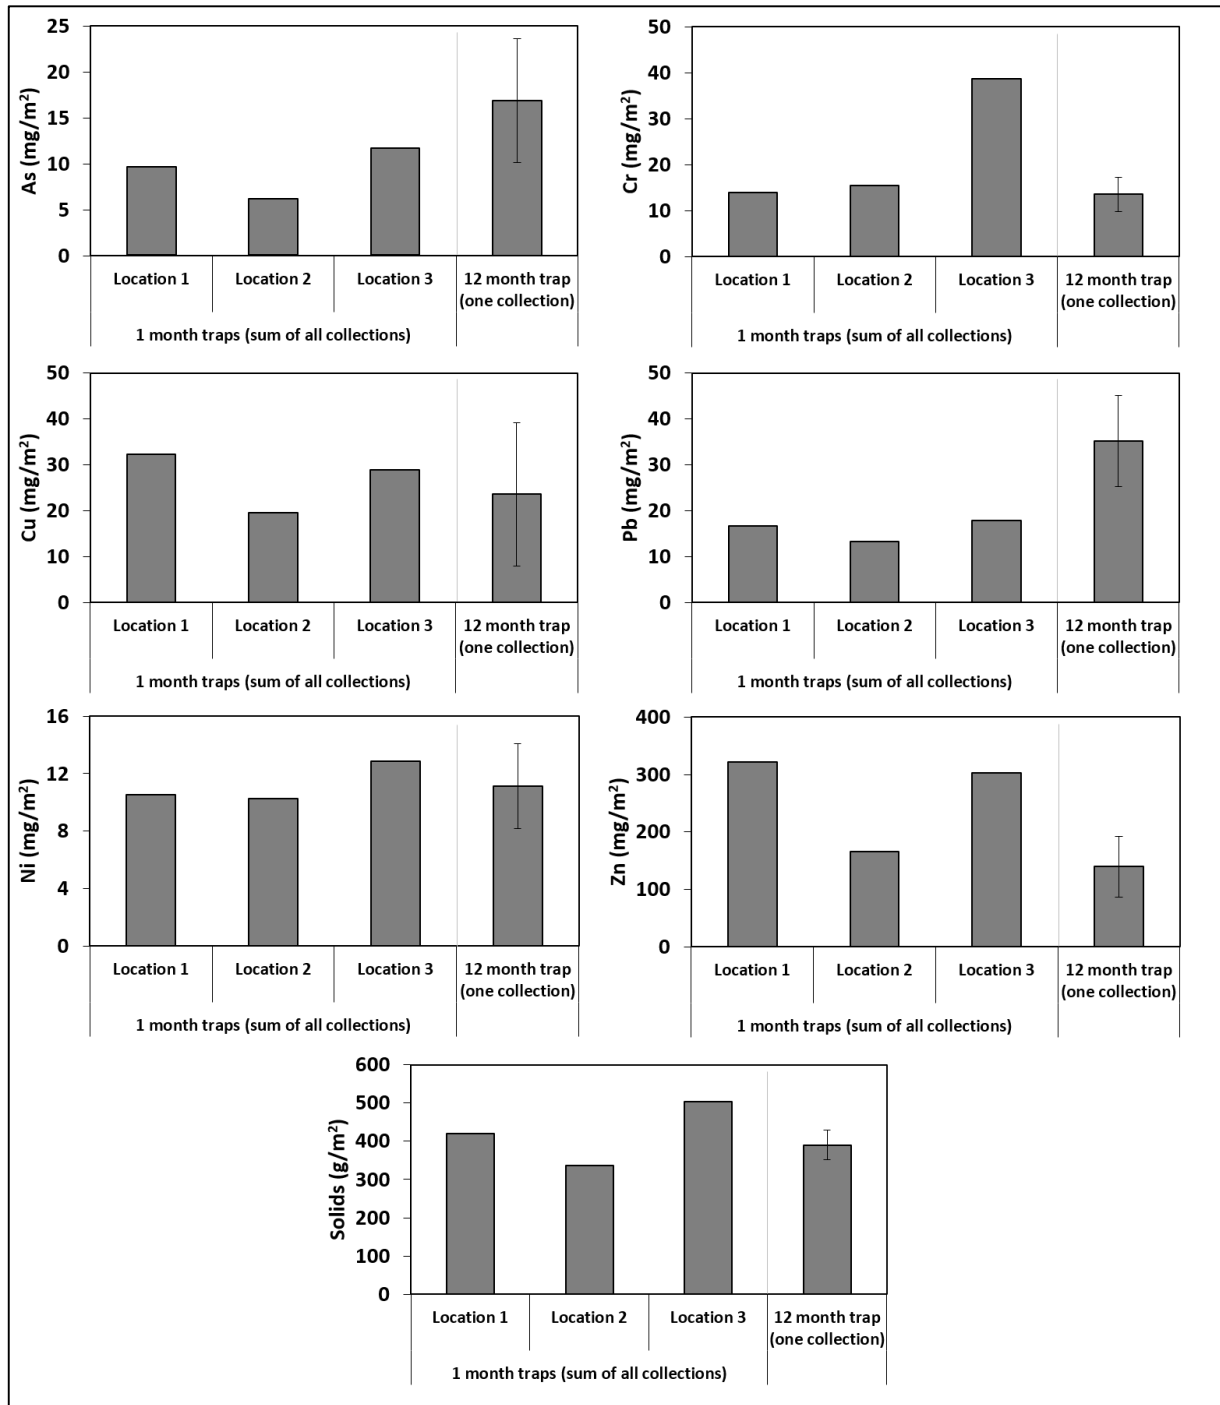 As (mg/m²)
25
20
15
10
5
0
Location 1 Location 2 Location 3 12 month trap
(one collection)
1 month traps (sum of all collections)
Cr (mg/m²)
50
40
30
20
10
0
Location 1 Location 2 Location 3 12 month trap
(one collection)
1 month traps (sum of all collections)
Cu (mg/m²)
50
40
30
20
10
0
Location 1 Location 2 Location 3 12 month trap
(one collection)
1 month traps (sum of all collections)
Pb (mg/m²)
50
40
30
20
10
0
Location 1 Location 2 Location 3 12 month trap
(one collection)
1 month traps (sum of all collections)
Ni (mg/m²)
16
12
8
4
0
Location 1 Location 2 Location 3 12 month trap
(one collection)
1 month traps (sum of all collections)
Zn (mg/m²)
400
300
200
100
0
Location 1 Location 2 Location 3 12 month trap
(one collection)
1 month traps (sum of all collections)
Solids (g/m²)
600
500
400
300
200
100
0
Location 1 Location 2 Location 3 12 month trap
(one collection)
1 month traps (sum of all collections)